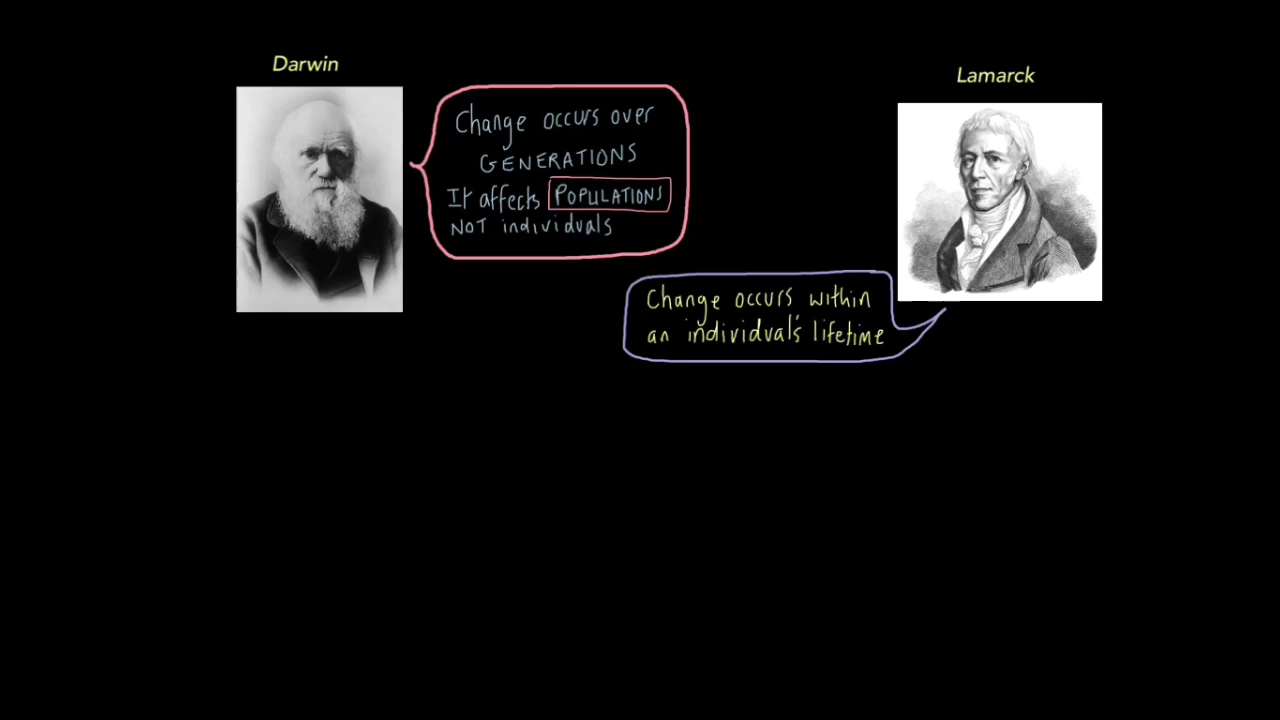 Darwin
Change occurs over
GENERATIONS
It affects POPULATIONS
NOT individuals
Lamarck
Change occurs within
an individual's lifetime